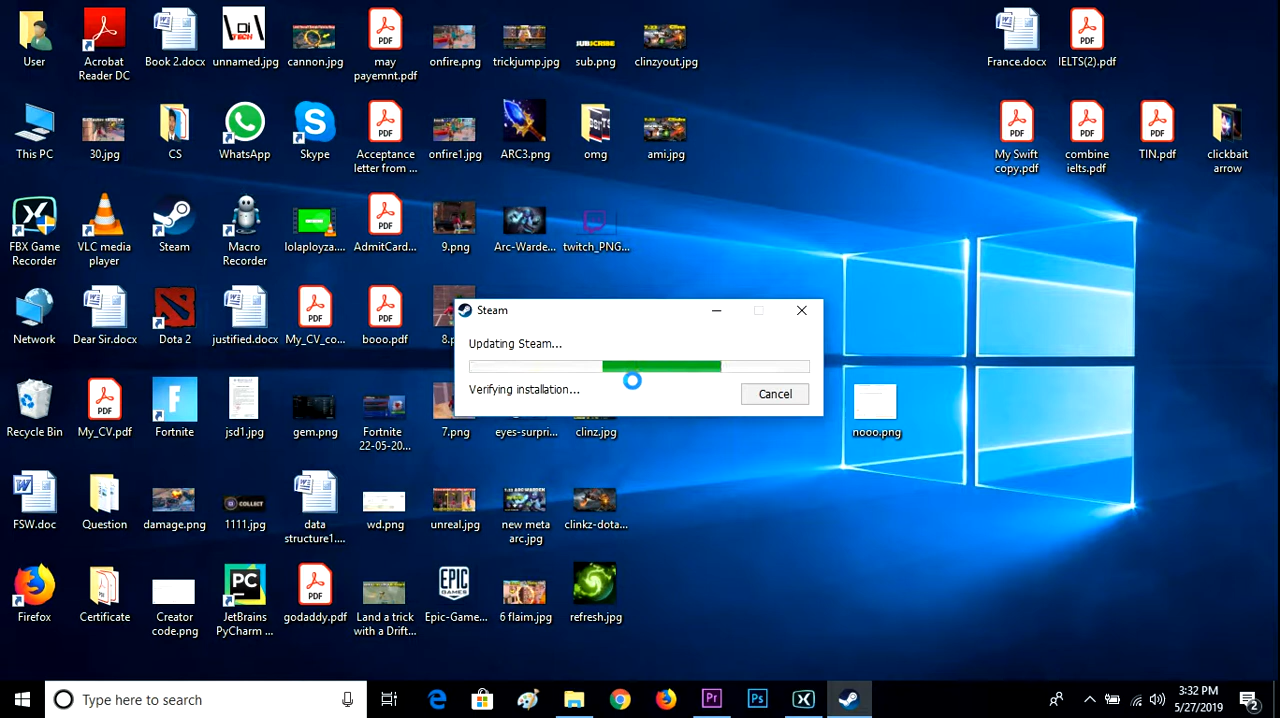 User
Acrobat
Reader DC
Book 2.docx
unnamed.jpg
cannon.jpg
may
payemnt.pdf
onfire.png
trickjump.jpg
SUBSCRIBE
sub.png
clinzyout.jpg
France.docx
IELTS(2).pdf
This PC
30.jpg
CS
WhatsApp
Skype
Acceptance
letter from ...
onfire1.jpg
ARC3.png
omg
ami.jpg
My Swift
copy.pdf
combine
ielts.pdf
TIN.pdf
clickbait
arrow
FBX Game
Recorder
VLC media
player
Steam
Macro
Recorder
lolaployza....
AdmitCard...
9.png
Arc-Warde...
twitch_PNG...
Network
Dear Sir.docx
Dota 2
justified.docx
My_CV_co...
booo.pdf
Steam
Updating Steam...
Verifying installation...
Cancel
Recycle Bin
My_CV.pdf
Fortnite
jsd1.jpg
gem.png
Fortnite
22-05-20...
7.png
eyes-surpri...
clinz.jpg
nooo.png
FSW.doc
Question
damage.png
COLLECT
1111.jpg
data
structure1....
wd.png
unreal.jpg
new meta
arc.jpg
clinkz-dota...
Firefox
Certificate
Creator
code.png
PC
JetBrains
PyCharm ...
godaddy.pdf
Land a trick
with a Drift...
EPIC
GAMES
Epic-Game...
6 flaim.jpg
refresh.jpg
Type here to search
Pr
Ps
3:32 PM
5/27/2019
2